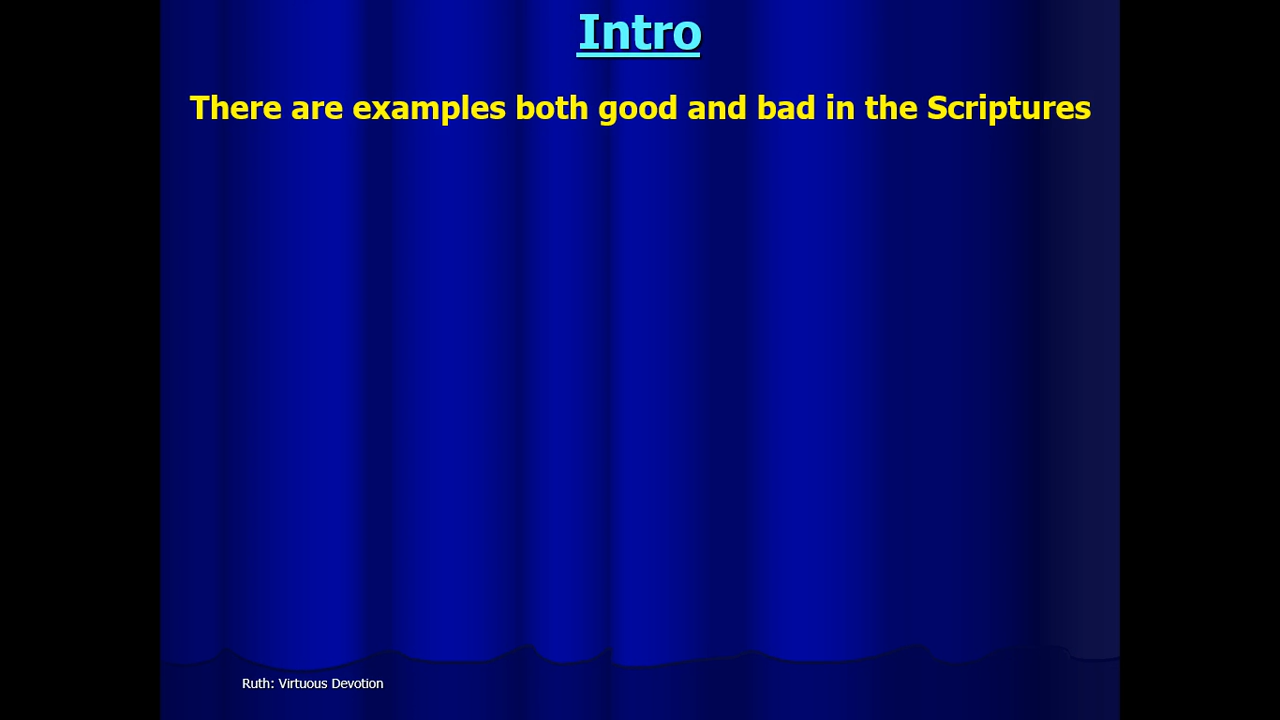 Intro
There are examples both good and bad in the Scriptures
Ruth: Virtuous Devotion